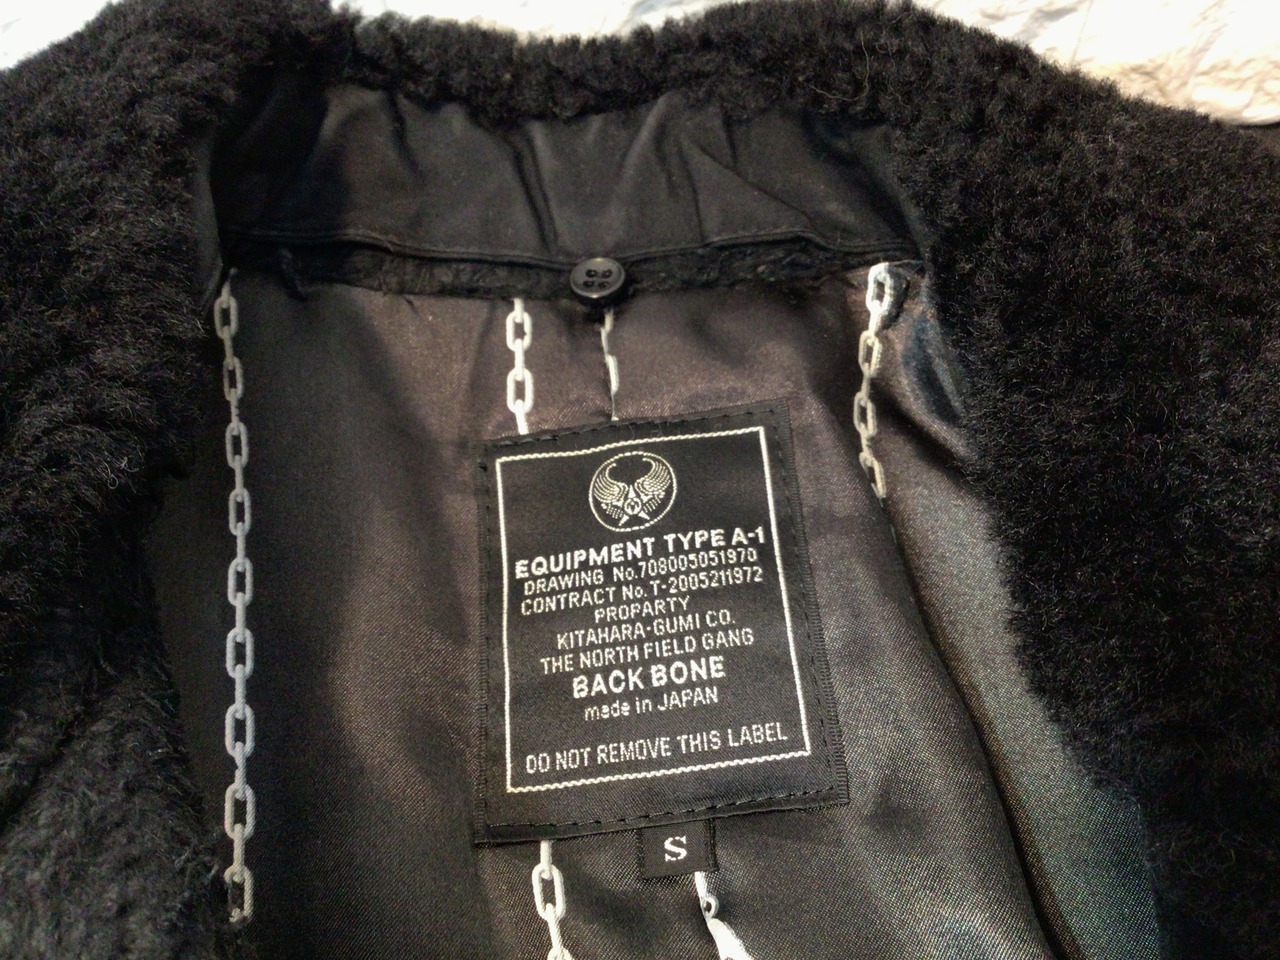 EQUIPMENT TYPE A-1
DRAWING No.708005051970
CONTRACT No. T-2005211972
PROPARTY
KITAHARA-GUMI CO.
THE NORTH FIELD GANG
BACK BONE
made in JAPAN
DO NOT REMOVE THIS LABEL
S